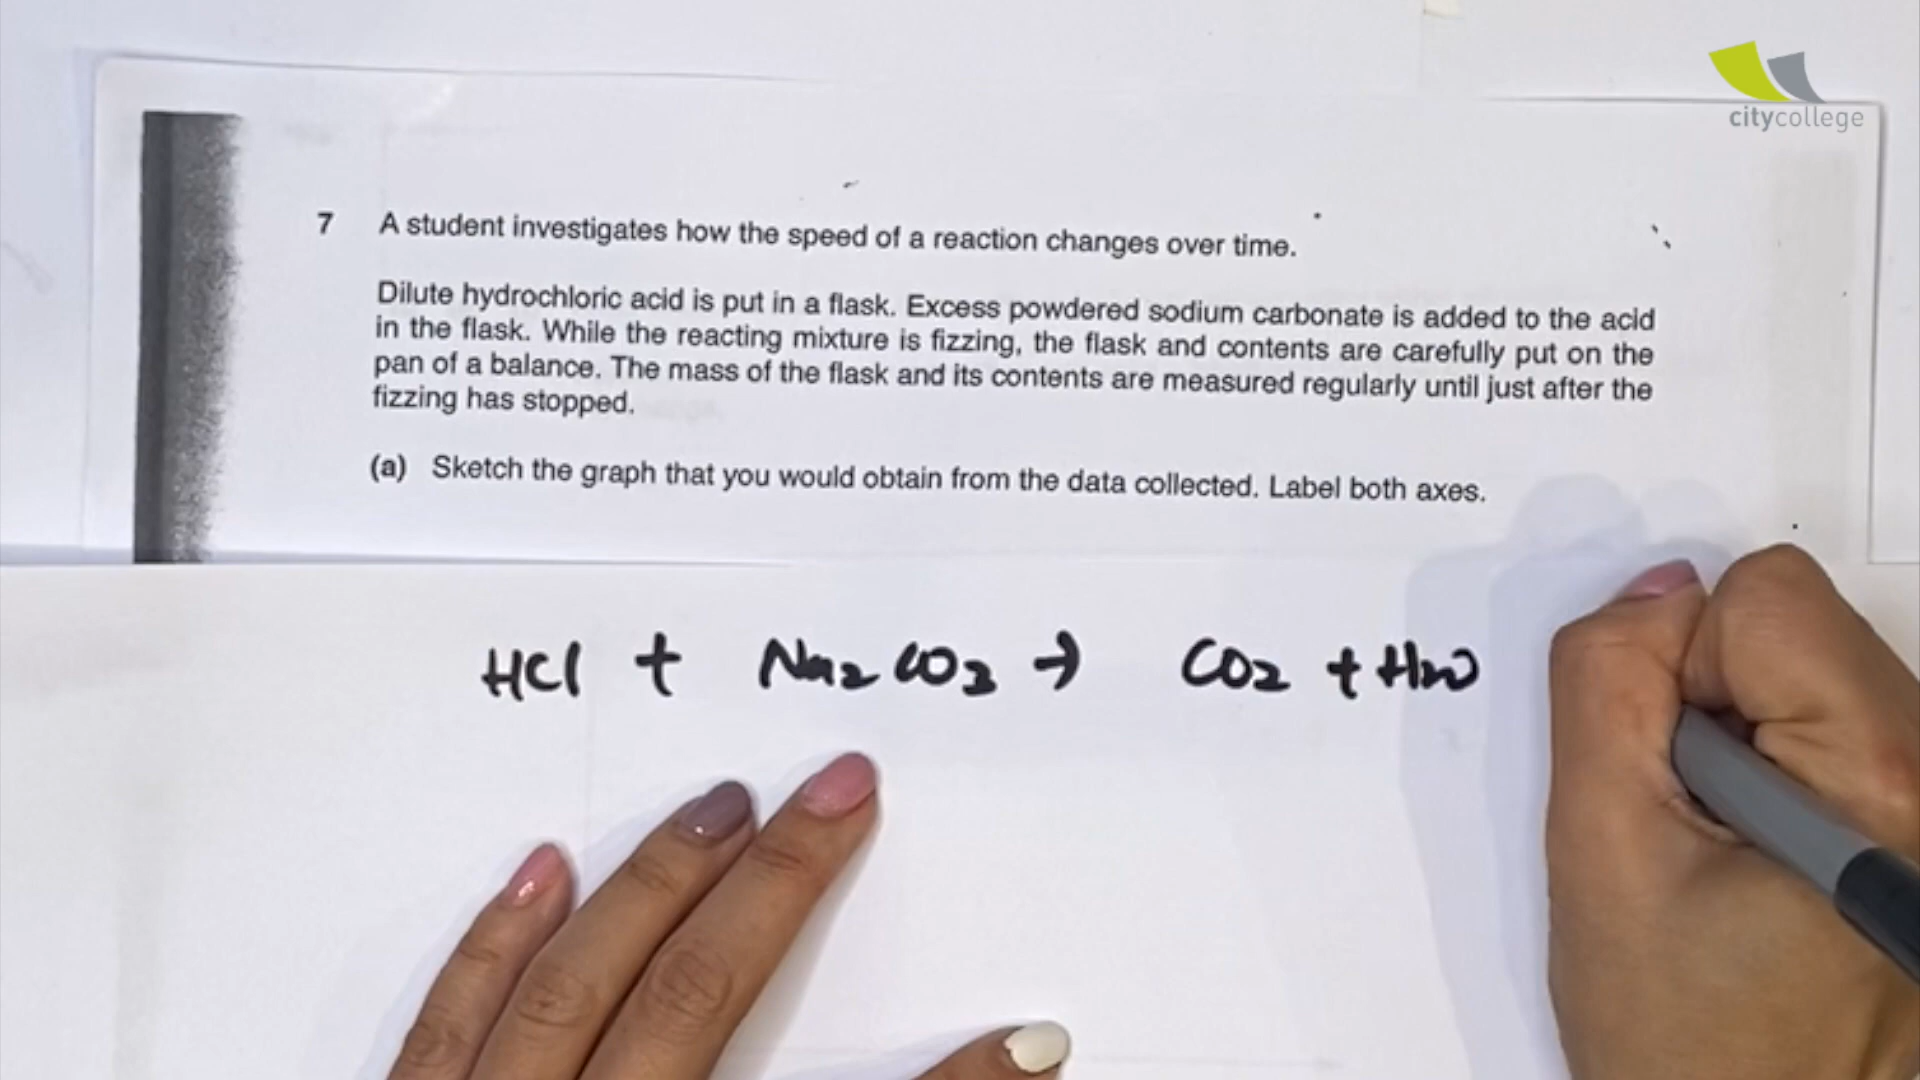 citycollege
7 A student investigates how the speed of a reaction changes over time.
Dilute hydrochloric acid is put in a flask. Excess powdered sodium carbonate is added to the acid
in the flask. While the reacting mixture is fizzing, the flask and contents are carefully put on the
pan of a balance. The mass of the flask and its contents are measured regularly until just after the
fizzing has stopped.
(a) Sketch the graph that you would obtain from the data collected. Label both axes.
HCl + Na2CO3 → CO2 + H2O